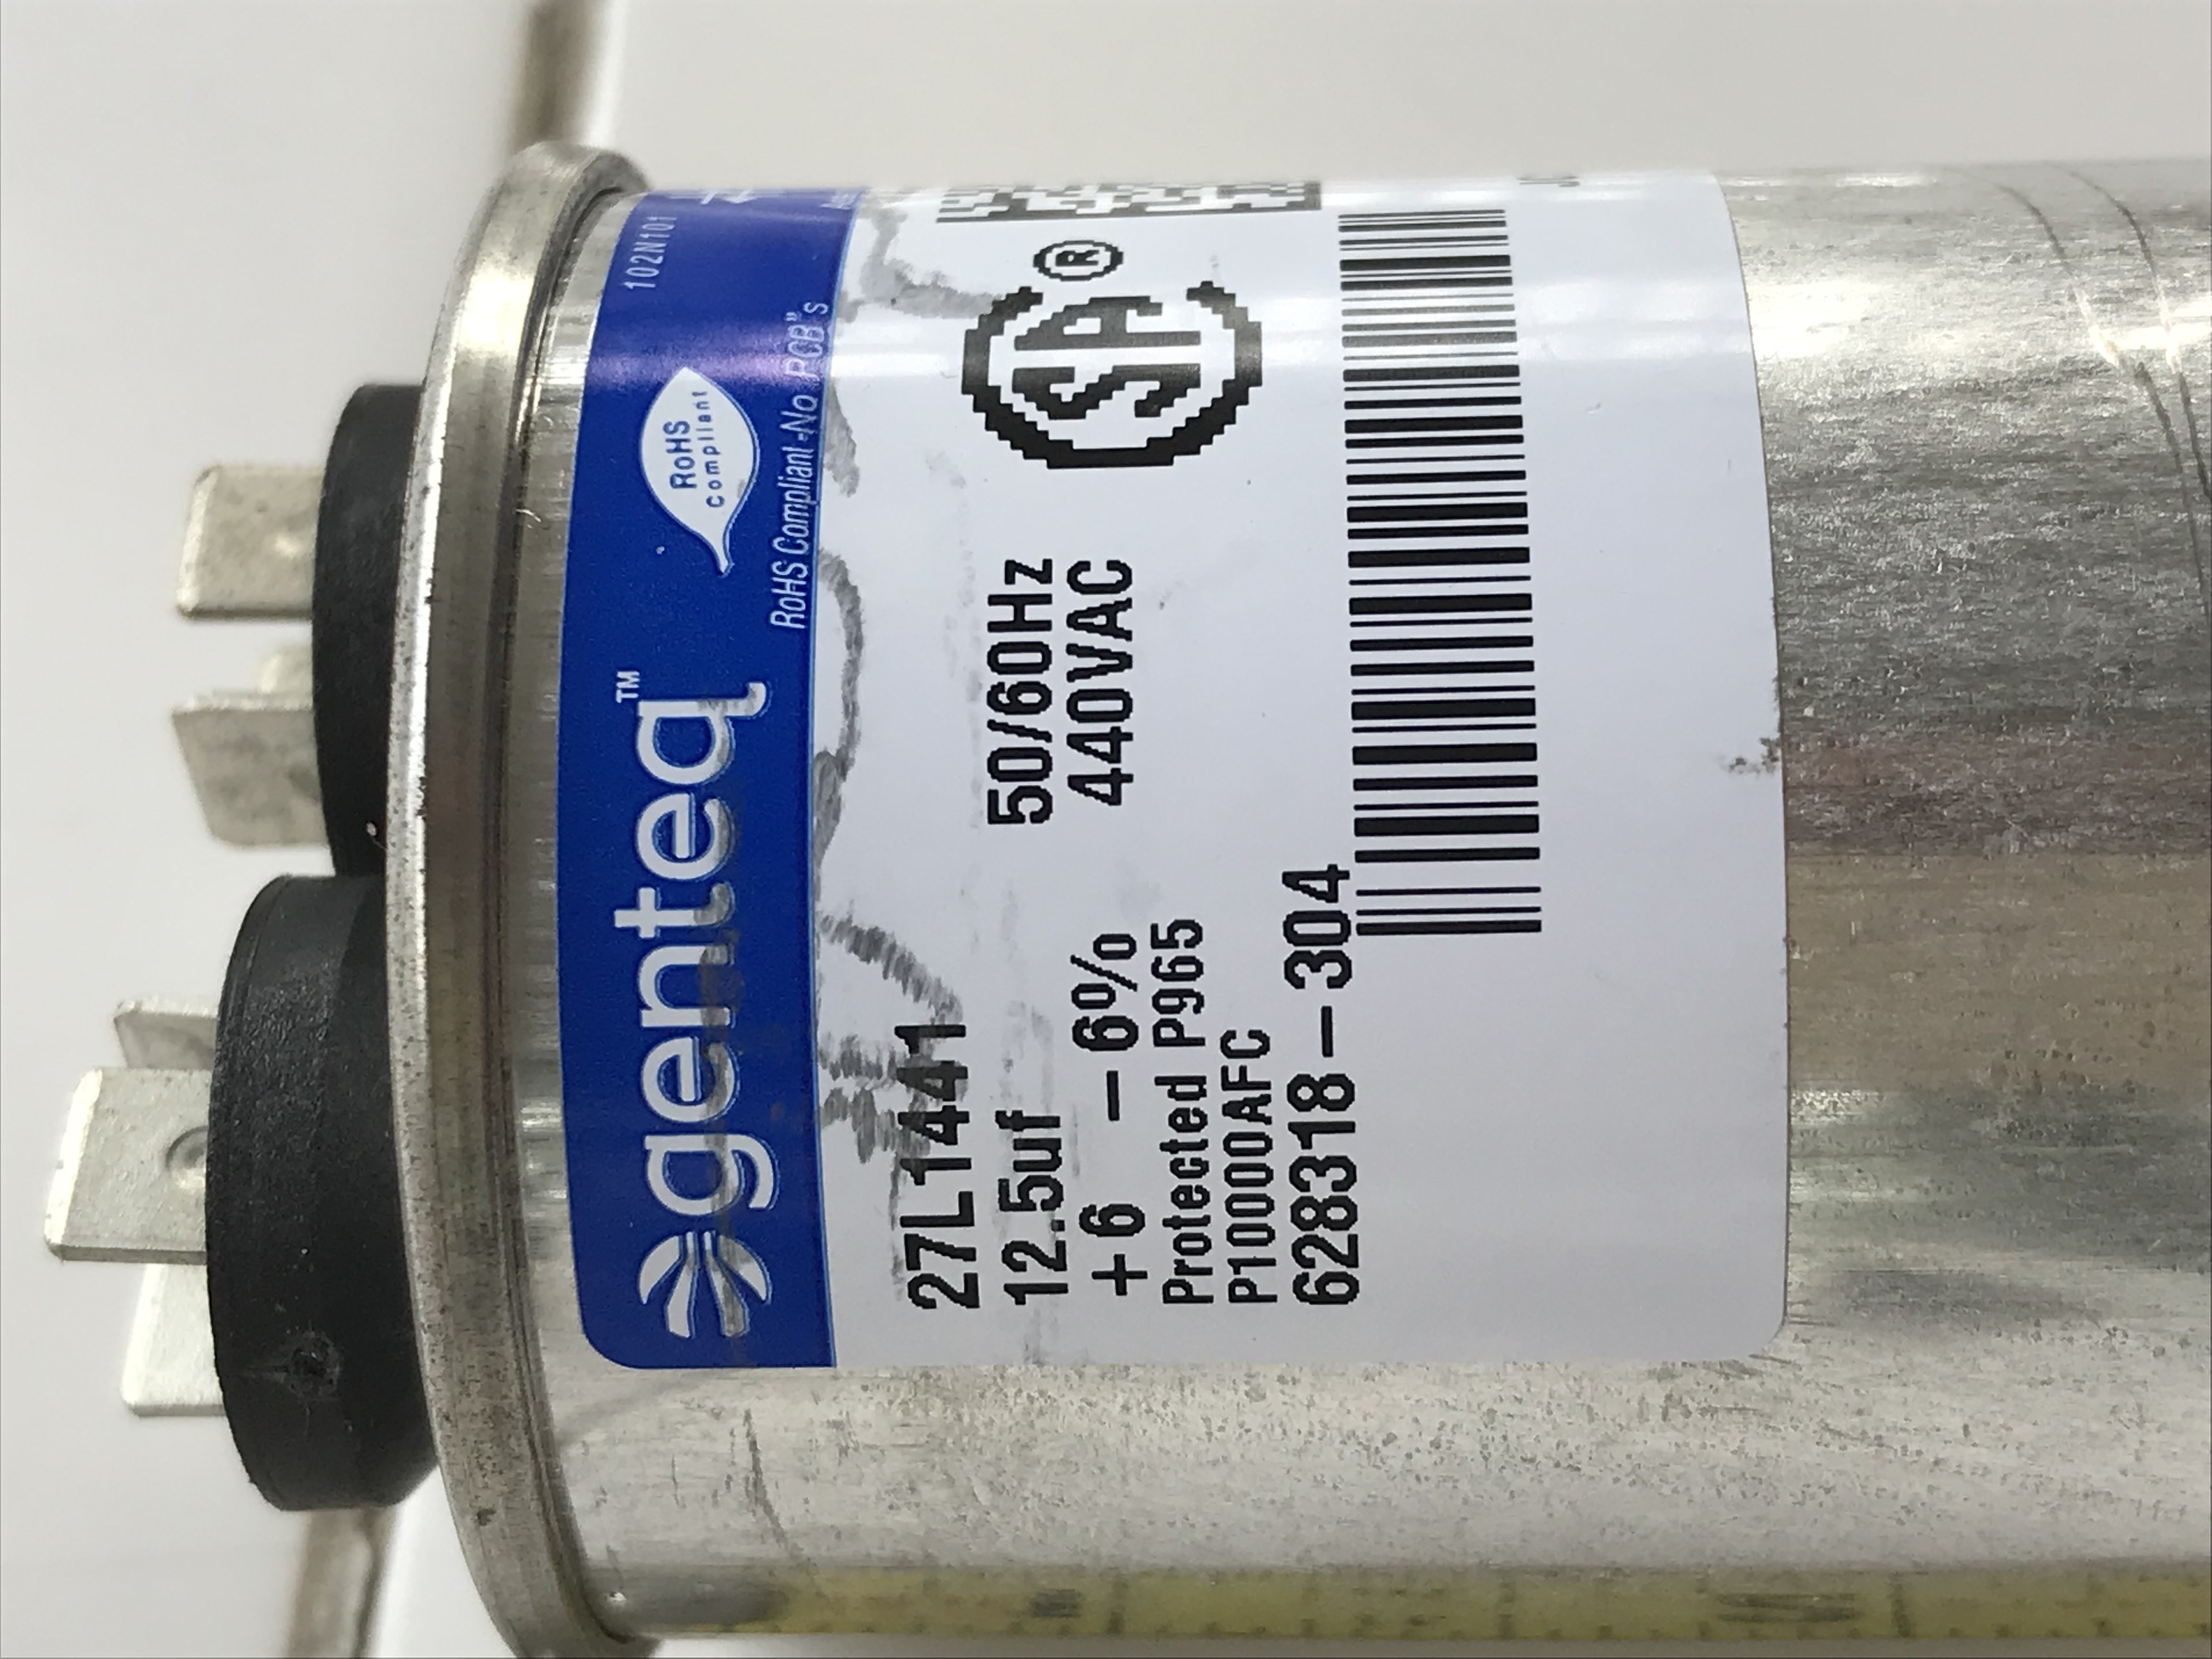 genteq™
RoHS
compliant
102N101
RoHS Compliant -No PCB"s
27L1441
12.5uf 50/60Hz
+6 -6% 440VAC
Protected P965
P10000AFC
628318-304
SA ®